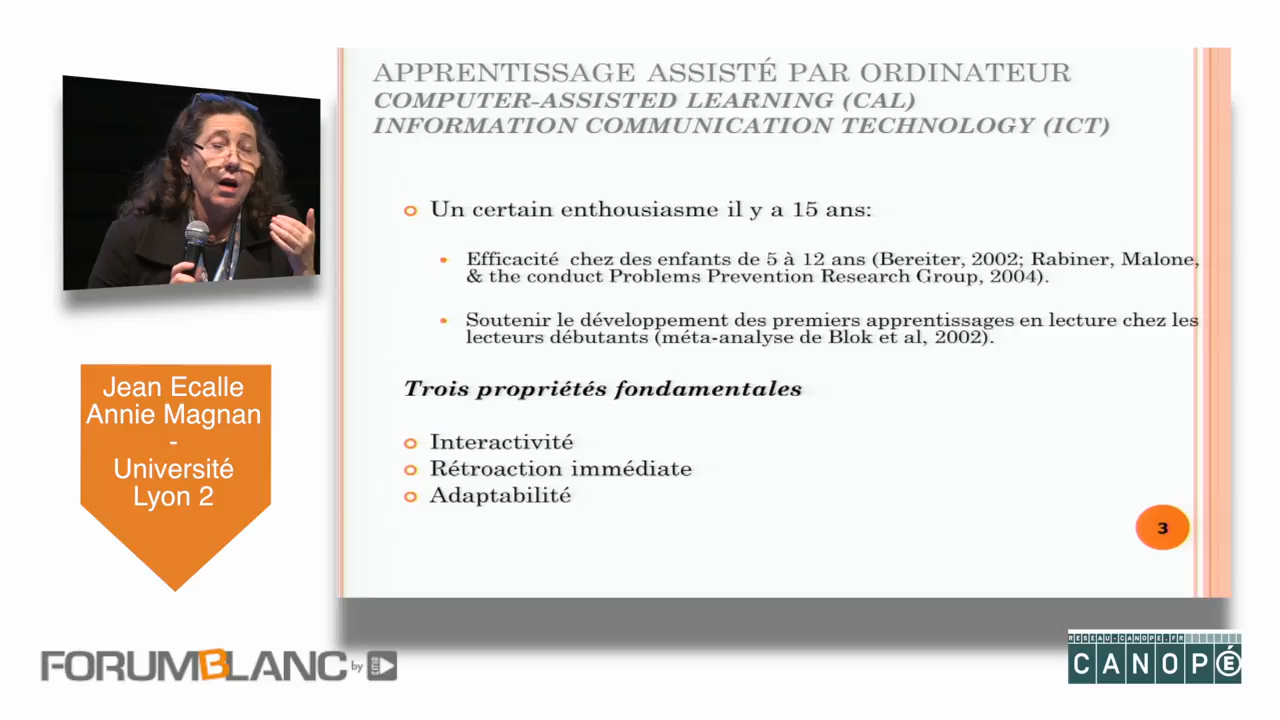 APPRENTISSAGE ASSISTÉ PAR ORDINATEUR
COMPUTER-ASSISTED LEARNING (CAL)
INFORMATION COMMUNICATION TECHNOLOGY (ICT)
Un certain enthousiasme il y a 15 ans:
Efficacité chez des enfants de 5 à 12 ans (Bereiter, 2002; Rabiner, Malone,
& the conduct Problems Prevention Research Group, 2004).
Soutenir le développement des premiers apprentissages en lecture chez les
lecteurs débutants (méta-analyse de Blok et al, 2002).
Trois propriétés fondamentales
Interactivité
Rétroaction immédiate
Adaptabilité
3
Jean Ecalle
Annie Magnan
-
Université
Lyon 2
FORUMBLANC by
RESEAU-CANOPE.FR
CANOPÉ